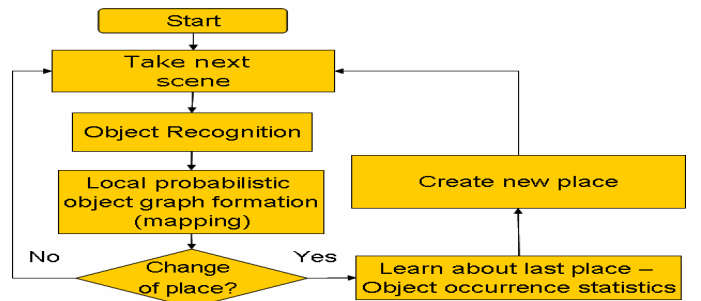 Start
Take next
scene
Object Recognition
Local probabilistic
object graph formation
(mapping)
Create new place
No
Yes
Change
of place?
Learn about last place –
Object occurrence statistics